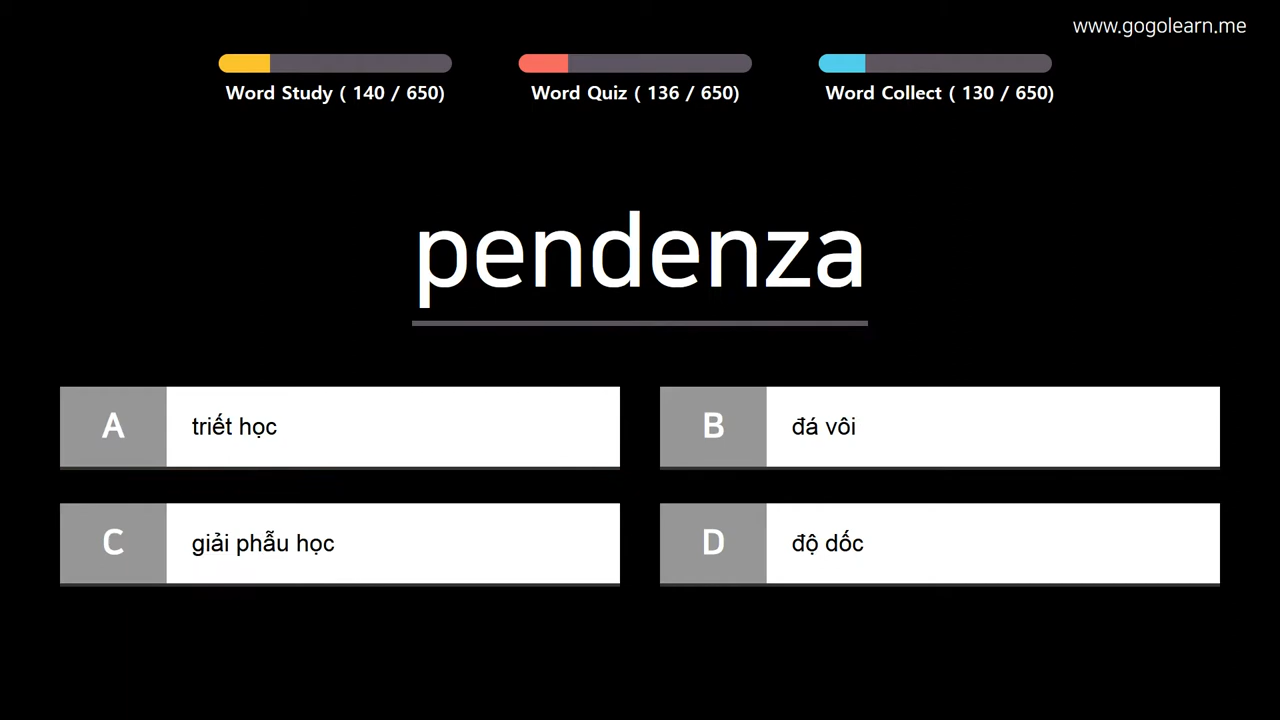 www.gogolearn.me
Word Study ( 140 / 650)
Word Quiz ( 136 / 650)
Word Collect ( 130 / 650)
pendenza
A triết học
B đá vôi
C giải phẫu học
D độ dốc